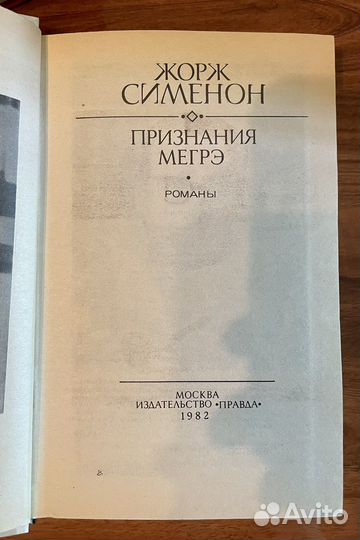 ЖОРЖ
СИМЕНОН
ПРИЗНАНИЯ
МЕГРЭ
РОМАНЫ
МОСКВА
ИЗДАТЕЛЬСТВО «ПРАВДА»
1982
Avito